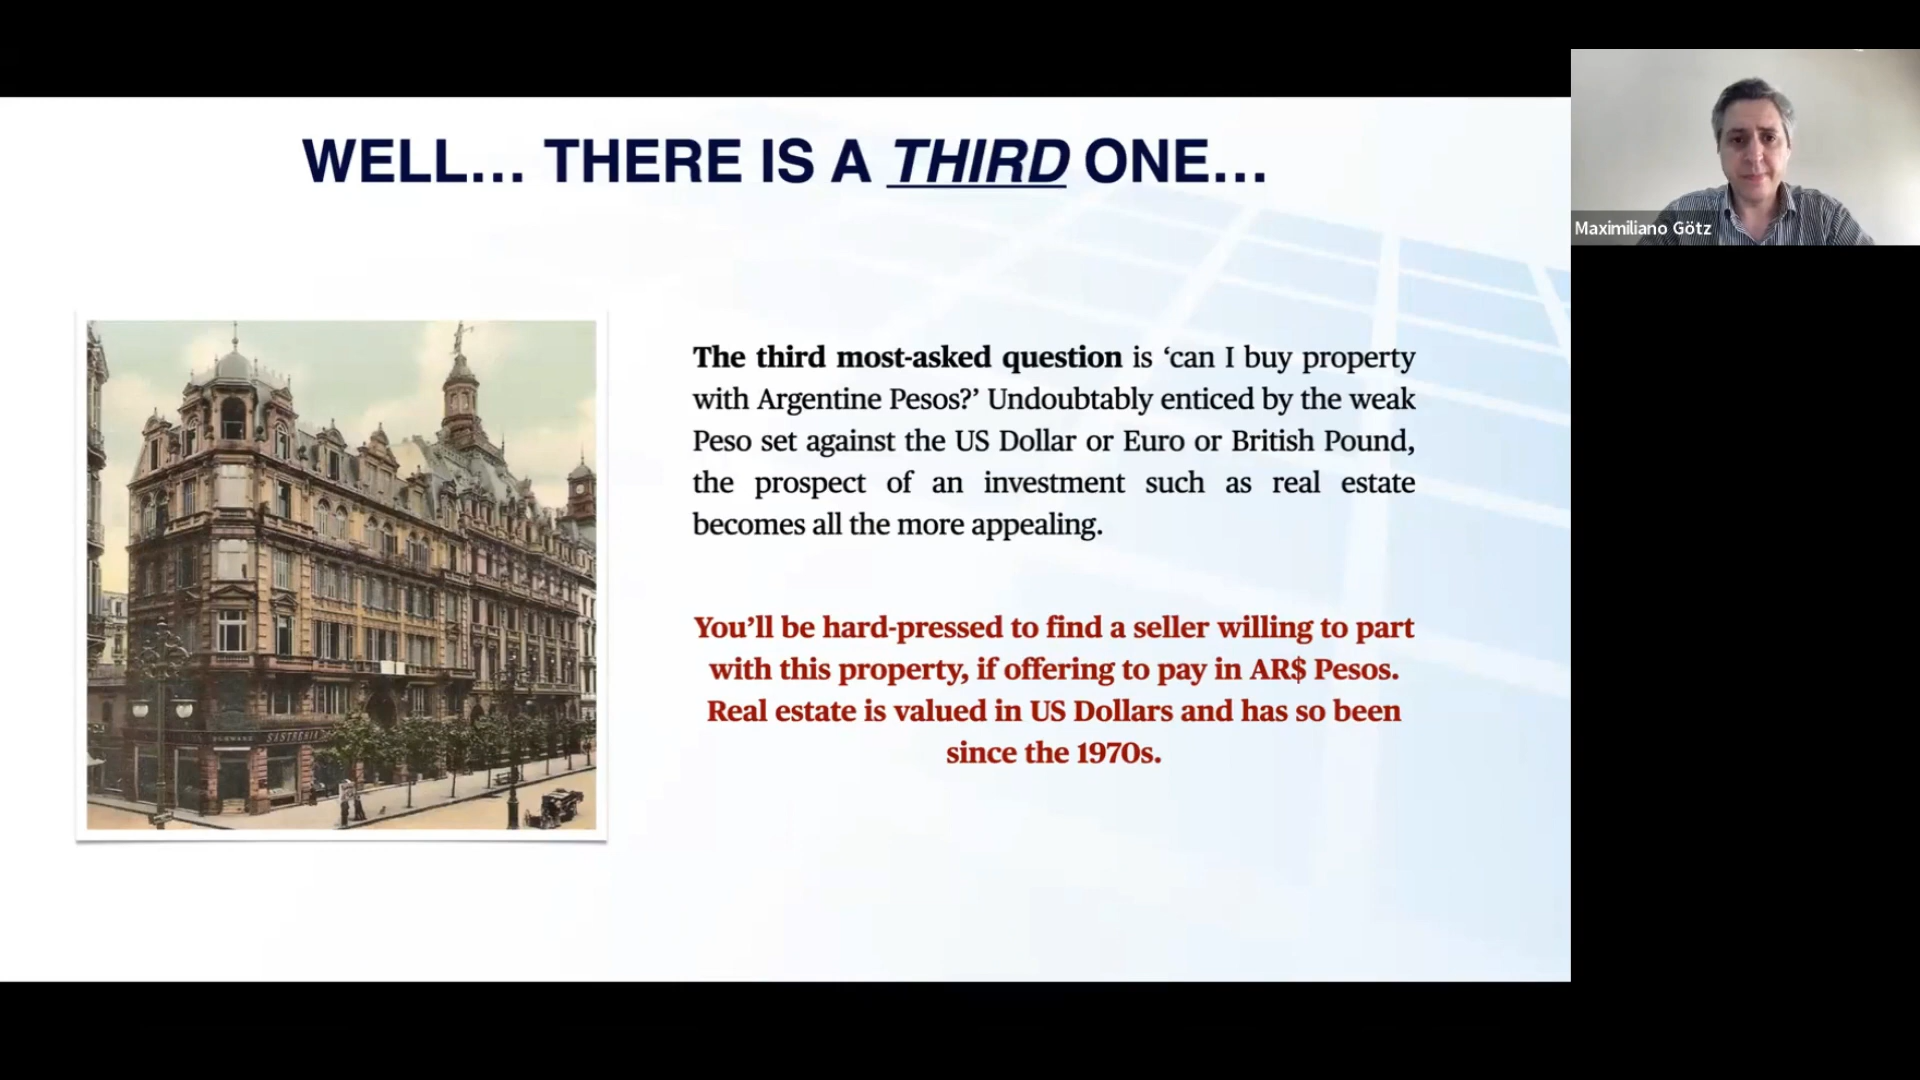 WELL... THERE IS A THIRD ONE...
Maximiliano Götz
The third most-asked question is ‘can I buy property
with Argentine Pesos?’ Undoubtably enticed by the weak
Peso set against the US Dollar or Euro or British Pound,
the prospect of an investment such as real estate
becomes all the more appealing.
You’ll be hard-pressed to find a seller willing to part
with this property, if offering to pay in AR$ Pesos.
Real estate is valued in US Dollars and has so been
since the 1970s.
SASTRERIA